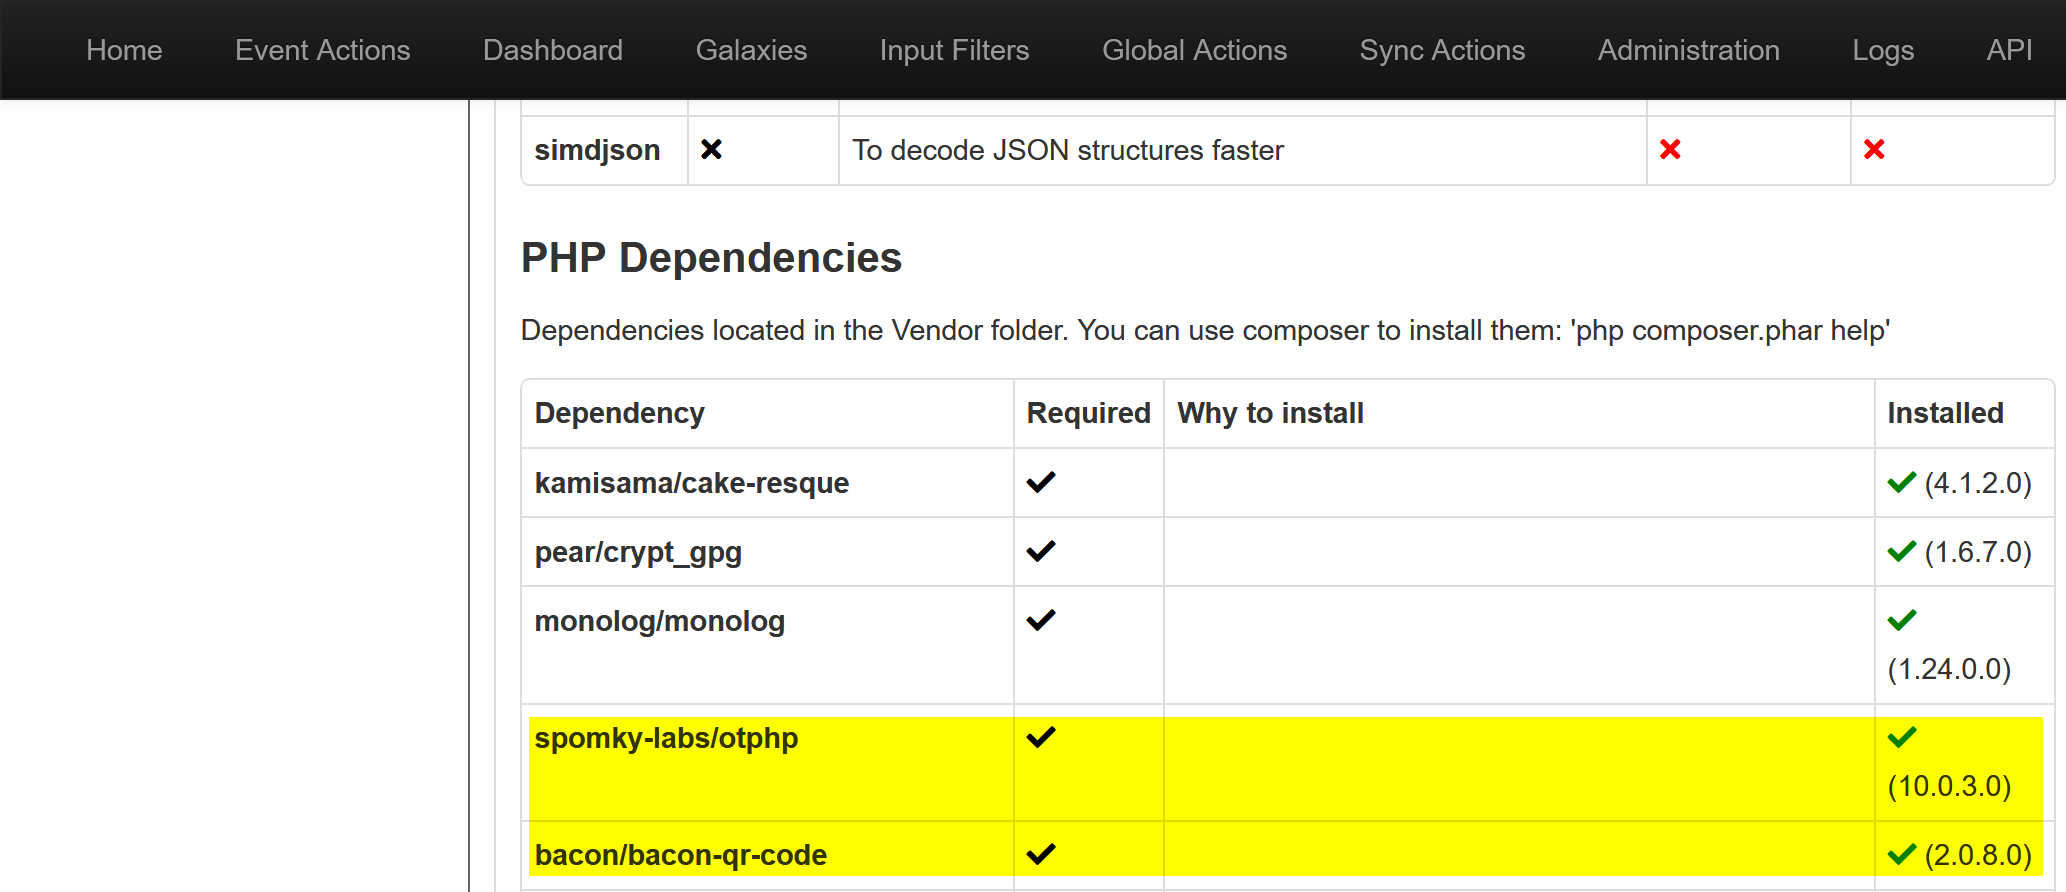 Home Event Actions Dashboard Galaxies Input Filters Global Actions Sync Actions Administration Logs API
simdjson To decode JSON structures faster
PHP Dependencies
Dependencies located in the Vendor folder. You can use composer to install them: 'php composer.phar help'
Dependency Required Why to install Installed
kamisama/cake-resque (4.1.2.0)
pear/crypt_gpg (1.6.7.0)
monolog/monolog
(1.24.0.0)
spomky-labs/otphp
(10.0.3.0)
bacon/bacon-qr-code (2.0.8.0)